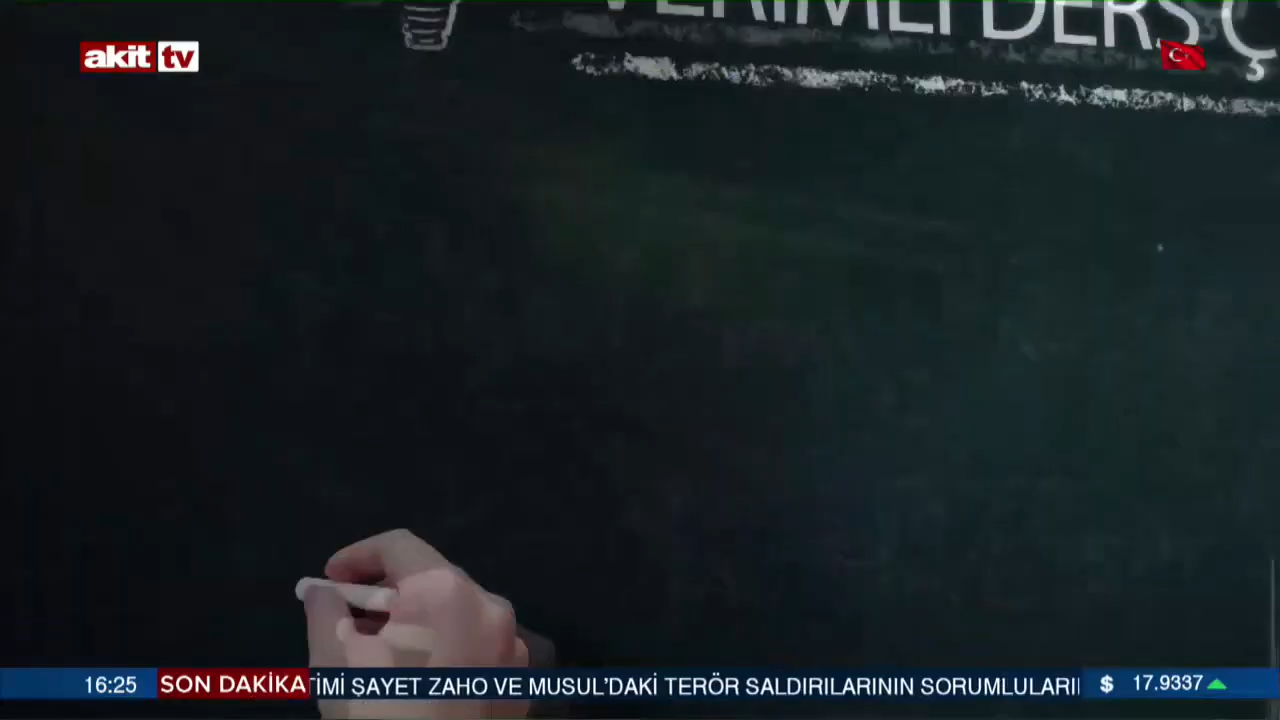 VERİMLİ DERS Ç
akit tv
16:25 SON DAKİKA TİMİ ŞAYET ZAHO VE MUSUL'DAKİ TERÖR SALDIRILARININ SORUMLULARI $ 17.9337